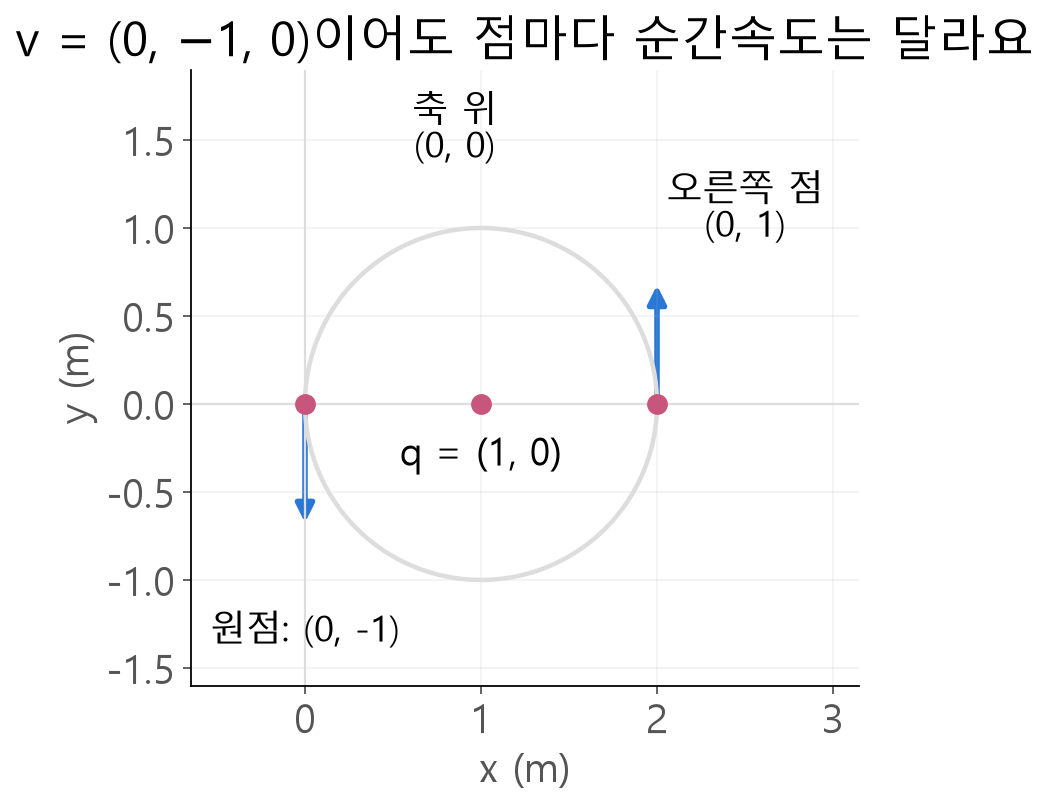 v = (0, −1, 0)이어도 점마다 순간속도는 달라요
축 위
(0, 0)
오른쪽 점
(0, 1)
q = (1, 0)
원점: (0, -1)
y (m)
1.5
1.0
0.5
0.0
-0.5
-1.0
-1.5
0
1
2
3
x (m)